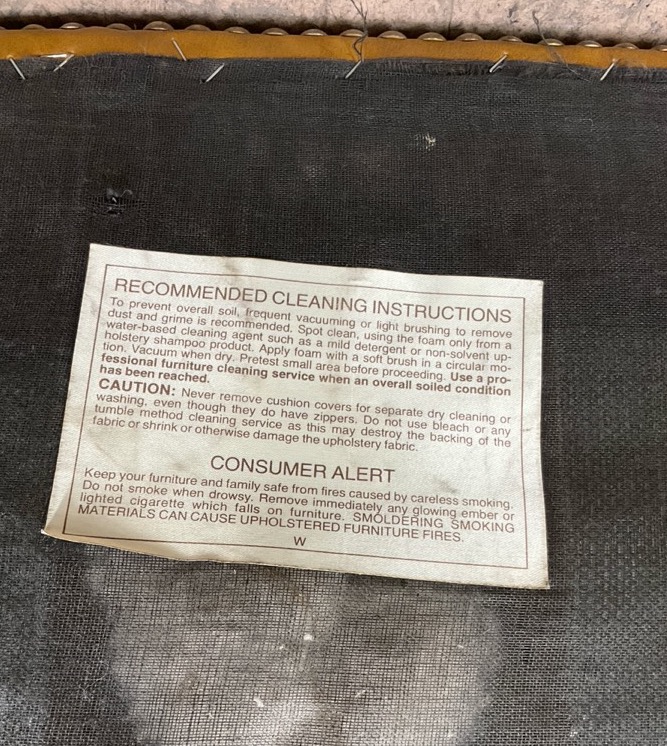 RECOMMENDED CLEANING INSTRUCTIONS
To prevent overall soil, frequent vacuuming or light brushing to remove
dust and grime is recommended. Spot clean, using the foam only from a
water-based cleaning agent such as a mild detergent or non-solvent up-
holstery shampoo product. Apply foam with a soft brush in a circular mo-
tion. Vacuum when dry. Pretest small area before proceeding. Use a pro-
fessional furniture cleaning service when an overall soiled condition
has been reached.
CAUTION: Never remove cushion covers for separate dry cleaning or
washing, even though they do have zippers. Do not use bleach or any
tumble method cleaning service as this may destroy the backing of the
fabric or shrink or otherwise damage the upholstery fabric.
CONSUMER ALERT
Keep your furniture and family safe from fires caused by careless smoking.
Do not smoke when drowsy. Remove immediately any glowing ember or
lighted cigarette which falls on furniture. SMOLDERING SMOKING
MATERIALS CAN CAUSE UPHOLSTERED FURNITURE FIRES.
W